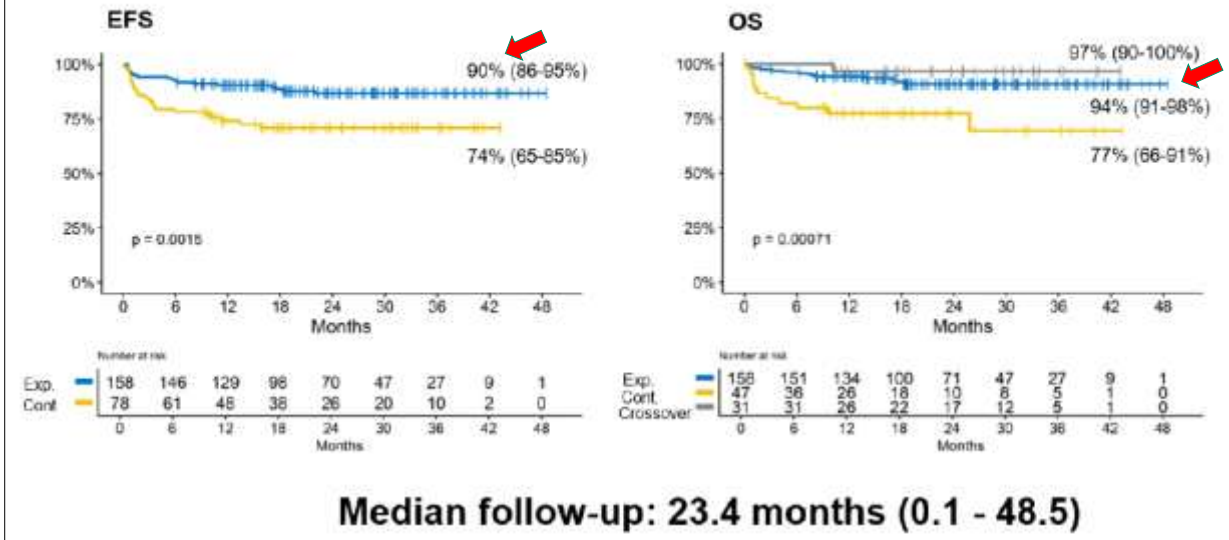 EFS
100%
75%
50%
25%
0%
90% (86-95%)
74% (65-85%)
p = 0.0015
0 6 12 18 24 30 36 42 48
Months
Number at risk
Exp. 158 146 129 98 70 47 27 9 1
Cont 78 61 48 38 26 20 10 2 0
0 6 12 18 24 30 36 42 48
Months
OS
100%
75%
50%
25%
0%
97% (90-100%)
94% (91-98%)
77% (66-91%)
p = 0.00071
0 6 12 18 24 30 36 42 48
Months
Number at risk
Exp. 158 151 134 100 71 47 27 9 1
Cont. 47 36 26 18 10 8 5 1 0
Crossover 31 31 26 22 17 12 5 1 0
0 6 12 18 24 30 36 42 48
Months
Median follow-up: 23.4 months (0.1 - 48.5)